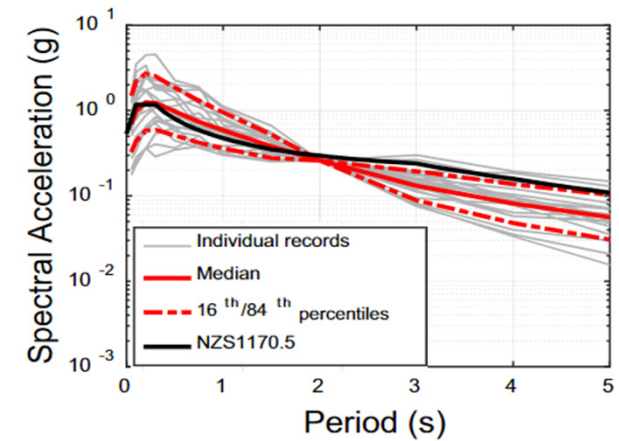 Spectral Acceleration (g)
10 1
10 0
10 -1
10 -2
10 -3
Individual records
Median
16 th/84 th percentiles
NZS1170.5
0 1 2 3 4 5
Period (s)